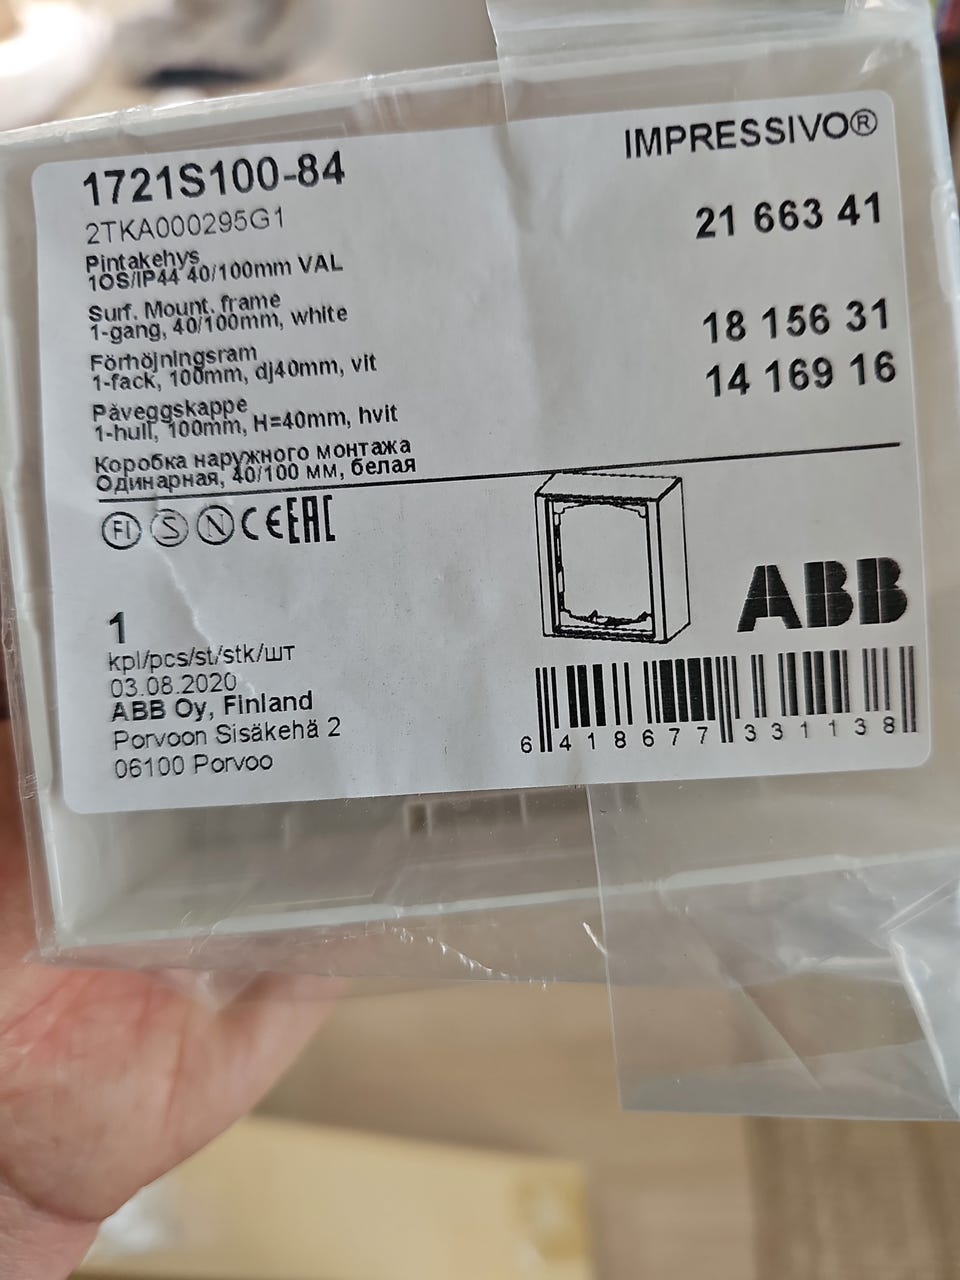 IMPRESSIVO®
1721S100-84
2TKA000295G1
21 663 41
Pintakehys
1OS/IP44 40/100mm VAL
Surf. Mount. frame
1-gang, 40/100mm, white
18 156 31
Förhöjningsram
1-fack, 100mm, dj40mm, vit
14 169 16
Påveggskappe
1-hull, 100mm, H=40mm, hvit
Коробка наружного монтажа
Одинарная, 40/100 мм, белая
FI S N CE EAC
ABB
1
kpl/pcs/st/stk/шт
03.08.2020
ABB Oy, Finland
Porvoon Sisäkehä 2
06100 Porvoo
6 418677 331138